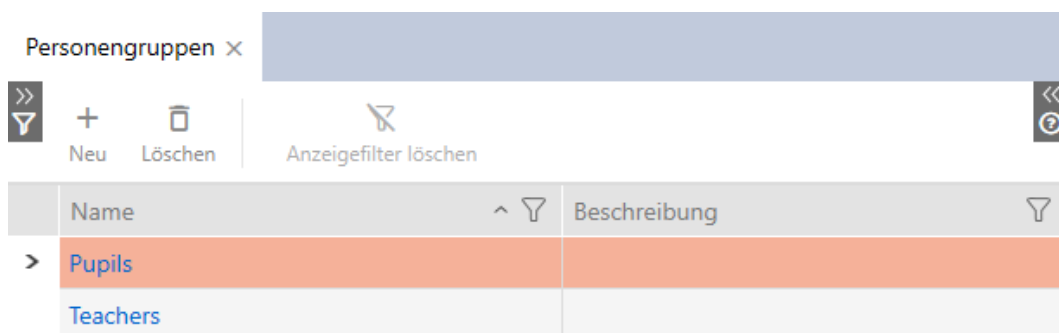 Personengruppen
Neu Löschen Anzeigefilter löschen
Name Beschreibung
Pupils
Teachers